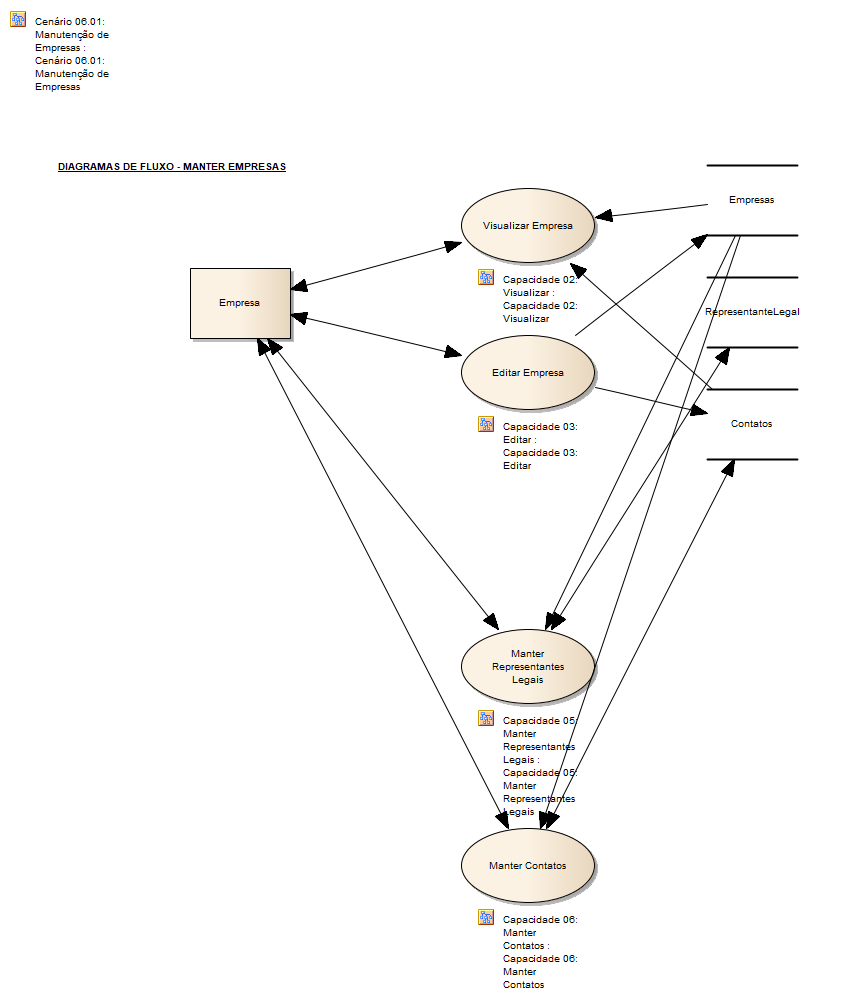 Cenário 06.01:
Manutenção de
Empresas :
Cenário 06.01:
Manutenção de
Empresas
DIAGRAMAS DE FLUXO - MANTER EMPRESAS
Empresas
Visualizar Empresa
Capacidade 02:
Visualizar :
Capacidade 02:
Visualizar
Empresa
RepresentanteLegal
Editar Empresa
Capacidade 03:
Editar :
Capacidade 03:
Editar
Contatos
Manter
Representantes
Legais
Capacidade 05:
Manter
Representantes
Legais :
Capacidade 05:
Manter
Representantes
Legais
Manter Contatos
Capacidade 06:
Manter
Contatos :
Capacidade 06:
Manter
Contatos